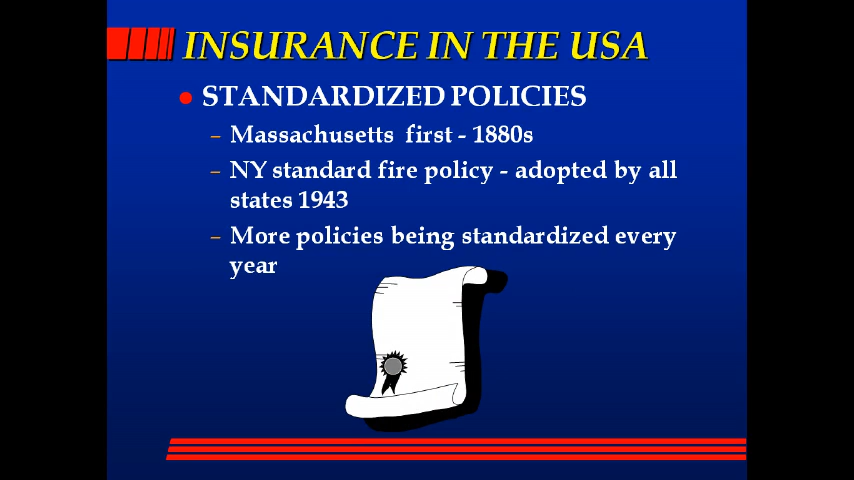 INSURANCE IN THE USA
STANDARDIZED POLICIES
– Massachusetts first - 1880s
– NY standard fire policy - adopted by all
states 1943
– More policies being standardized every
year